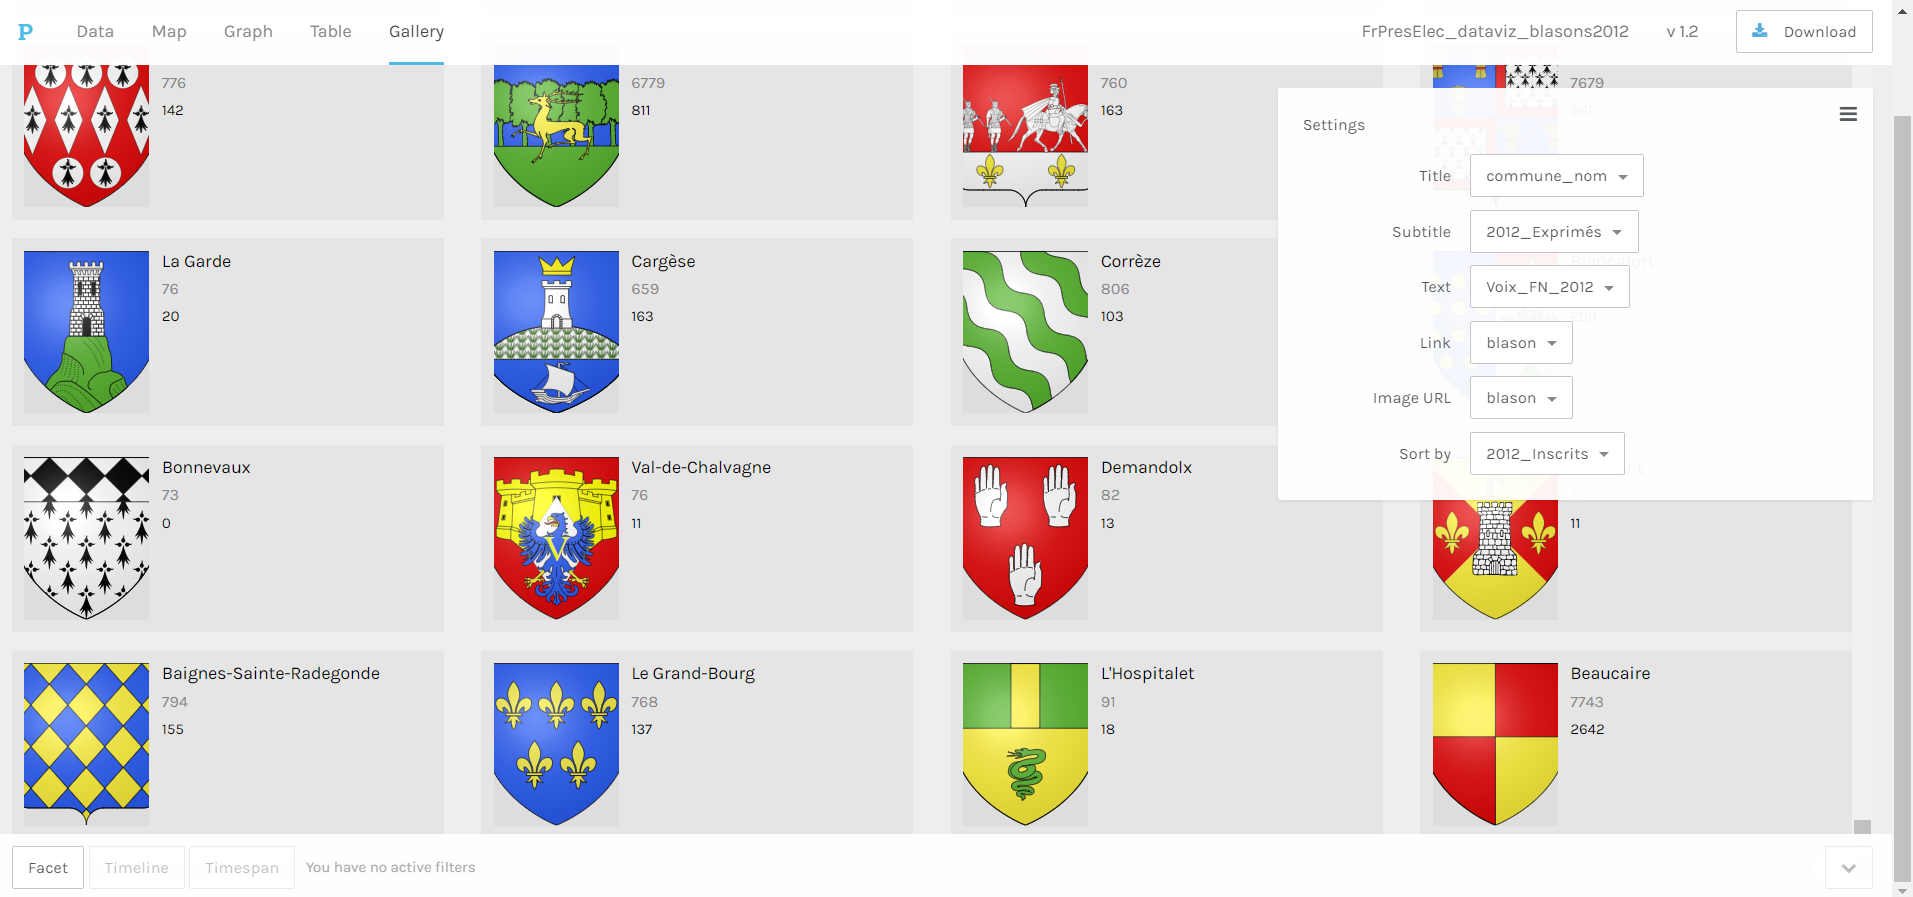 P Data Map Graph Table Gallery FrPresElec_dataviz_blasons2012 v 1.2 Download
776
142
6779
811
760
163
7679
961
Settings
Title commune_nom
Subtitle 2012_Exprimés
Text Voix_FN_2012
Link blason
Image URL blason
Sort by 2012_Inscrits
La Garde
76
20
Cargèse
659
163
Corrèze
806
103
Blancafort
209
Bonnevaux
73
0
Val-de-Chalvagne
76
11
Demandolx
82
13
11
Baignes-Sainte-Radegonde
794
155
Le Grand-Bourg
768
137
L'Hospitalet
91
18
Beaucaire
7743
2642
Facet Timeline Timespan You have no active filters